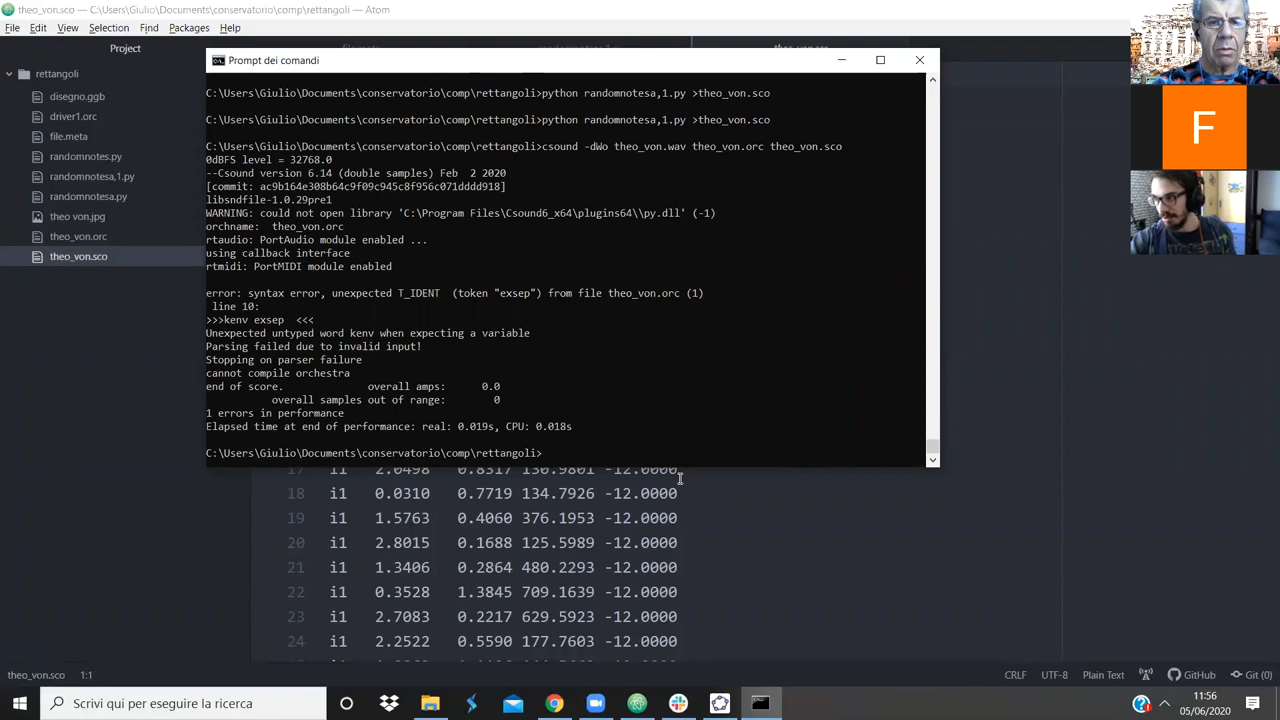 theo_von.sco — C:\Users\Giulio\Documents\conservatorio\comp\rettangoli — Atom
File Edit View Selection Find Packages Help
Project
theo_von.sco
rettangoli
disegno.ggb
driver1.orc
file.meta
randomnotes.py
randomnotesa,1.py
randomnotesa.py
theo von.jpg
theo_von.orc
theo_von.sco
Prompt dei comandi
C:\Users\Giulio\Documents\conservatorio\comp\rettangoli>python randomnotesa,1.py >theo_von.sco
C:\Users\Giulio\Documents\conservatorio\comp\rettangoli>python randomnotesa,1.py >theo_von.sco
C:\Users\Giulio\Documents\conservatorio\comp\rettangoli>csound -dWo theo_von.wav theo_von.orc theo_von.sco
0dBFS level = 32768.0
--Csound version 6.14 (double samples) Feb  2 2020
[commit: ac9b164e308b64c9f09c945c8f956c071dddd918]
libsndfile-1.0.29pre1
WARNING: could not open library 'C:\Program Files\Csound6_x64\plugins64\\py.dll' (-1)
orchname:  theo_von.orc
rtaudio: PortAudio module enabled ...
using callback interface
rtmidi: PortMIDI module enabled
error: syntax error, unexpected T_IDENT  (token "exsep") from file theo_von.orc (1)
line 10:
>>>kenv exsep  <<<
Unexpected untyped word kenv when expecting a variable
Parsing failed due to invalid input!
Stopping on parser failure
cannot compile orchestra
end of score.              overall amps:      0.0
overall samples out of range:        0
1 errors in performance
Elapsed time at end of performance: real: 0.019s, CPU: 0.018s
C:\Users\Giulio\Documents\conservatorio\comp\rettangoli>
17 i1 2.0498 0.8317 130.9801 -12.0000
18 i1 0.0310 0.7719 134.7926 -12.0000
19 i1 1.5763 0.4060 376.1953 -12.0000
20 i1 2.8015 0.1688 125.5989 -12.0000
21 i1 1.3406 0.2864 480.2293 -12.0000
22 i1 0.3528 1.3845 709.1639 -12.0000
23 i1 2.7083 0.2217 629.5923 -12.0000
24 i1 2.2522 0.5590 177.7603 -12.0000
F
theo_von.sco 1:1
CRLF UTF-8 Plain Text GitHub Git (0)
Scrivi qui per eseguire la ricerca
11:56
05/06/2020